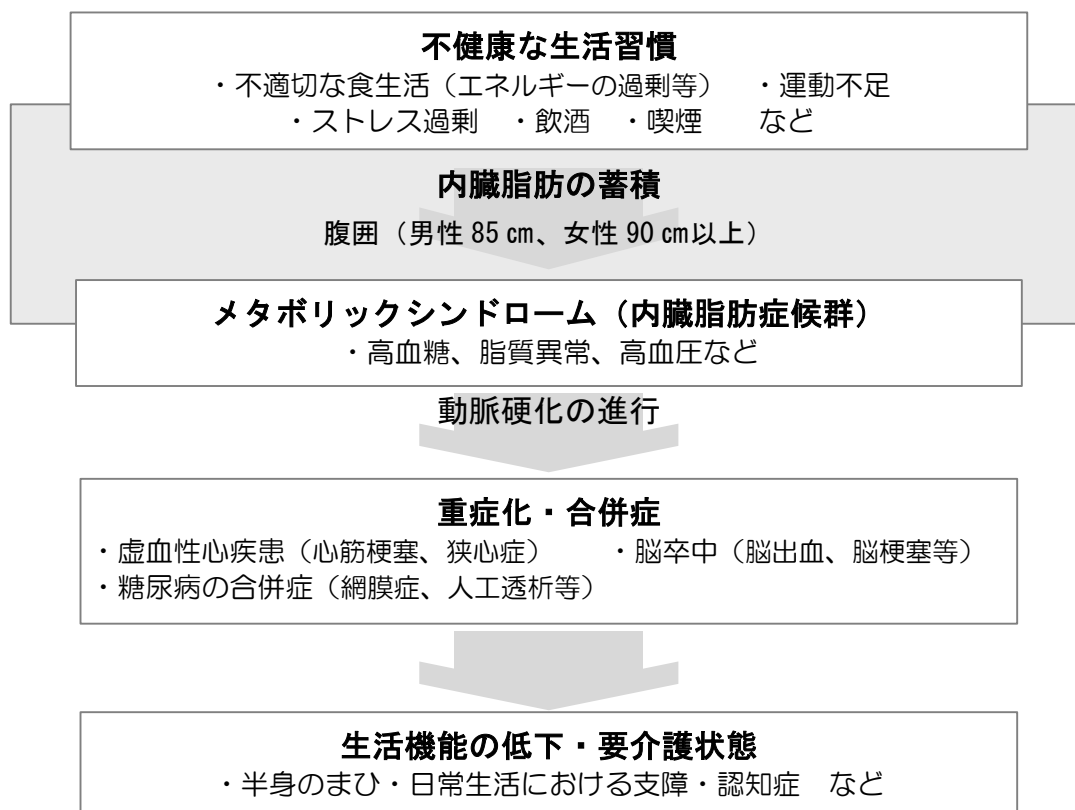 不健康な生活習慣
・不適切な食生活（エネルギーの過剰等）　・運動不足
・ストレス過剰　・飲酒　・喫煙　　など
内臓脂肪の蓄積
腹囲（男性 85 ㎝、女性 90 ㎝以上）
メタボリックシンドローム（内臓脂肪症候群）
・高血糖、脂質異常、高血圧など
動脈硬化の進行
重症化・合併症
・虚血性心疾患（心筋梗塞、狭心症）　　・脳卒中（脳出血、脳梗塞等）
・糖尿病の合併症（網膜症、人工透析等）
生活機能の低下・要介護状態
・半身のまひ・日常生活における支障・認知症　など